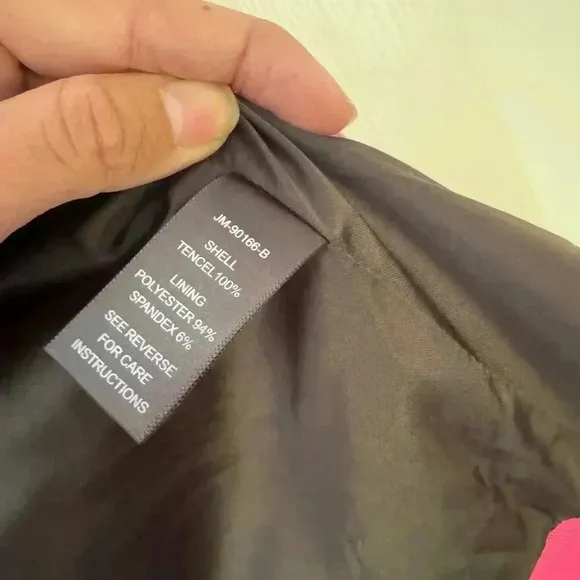 JM-90166-B
SHELL
TENCEL 100%
LINING
POLYESTER 94%
SPANDEX 6%
SEE REVERSE
FOR CARE
INSTRUCTIONS